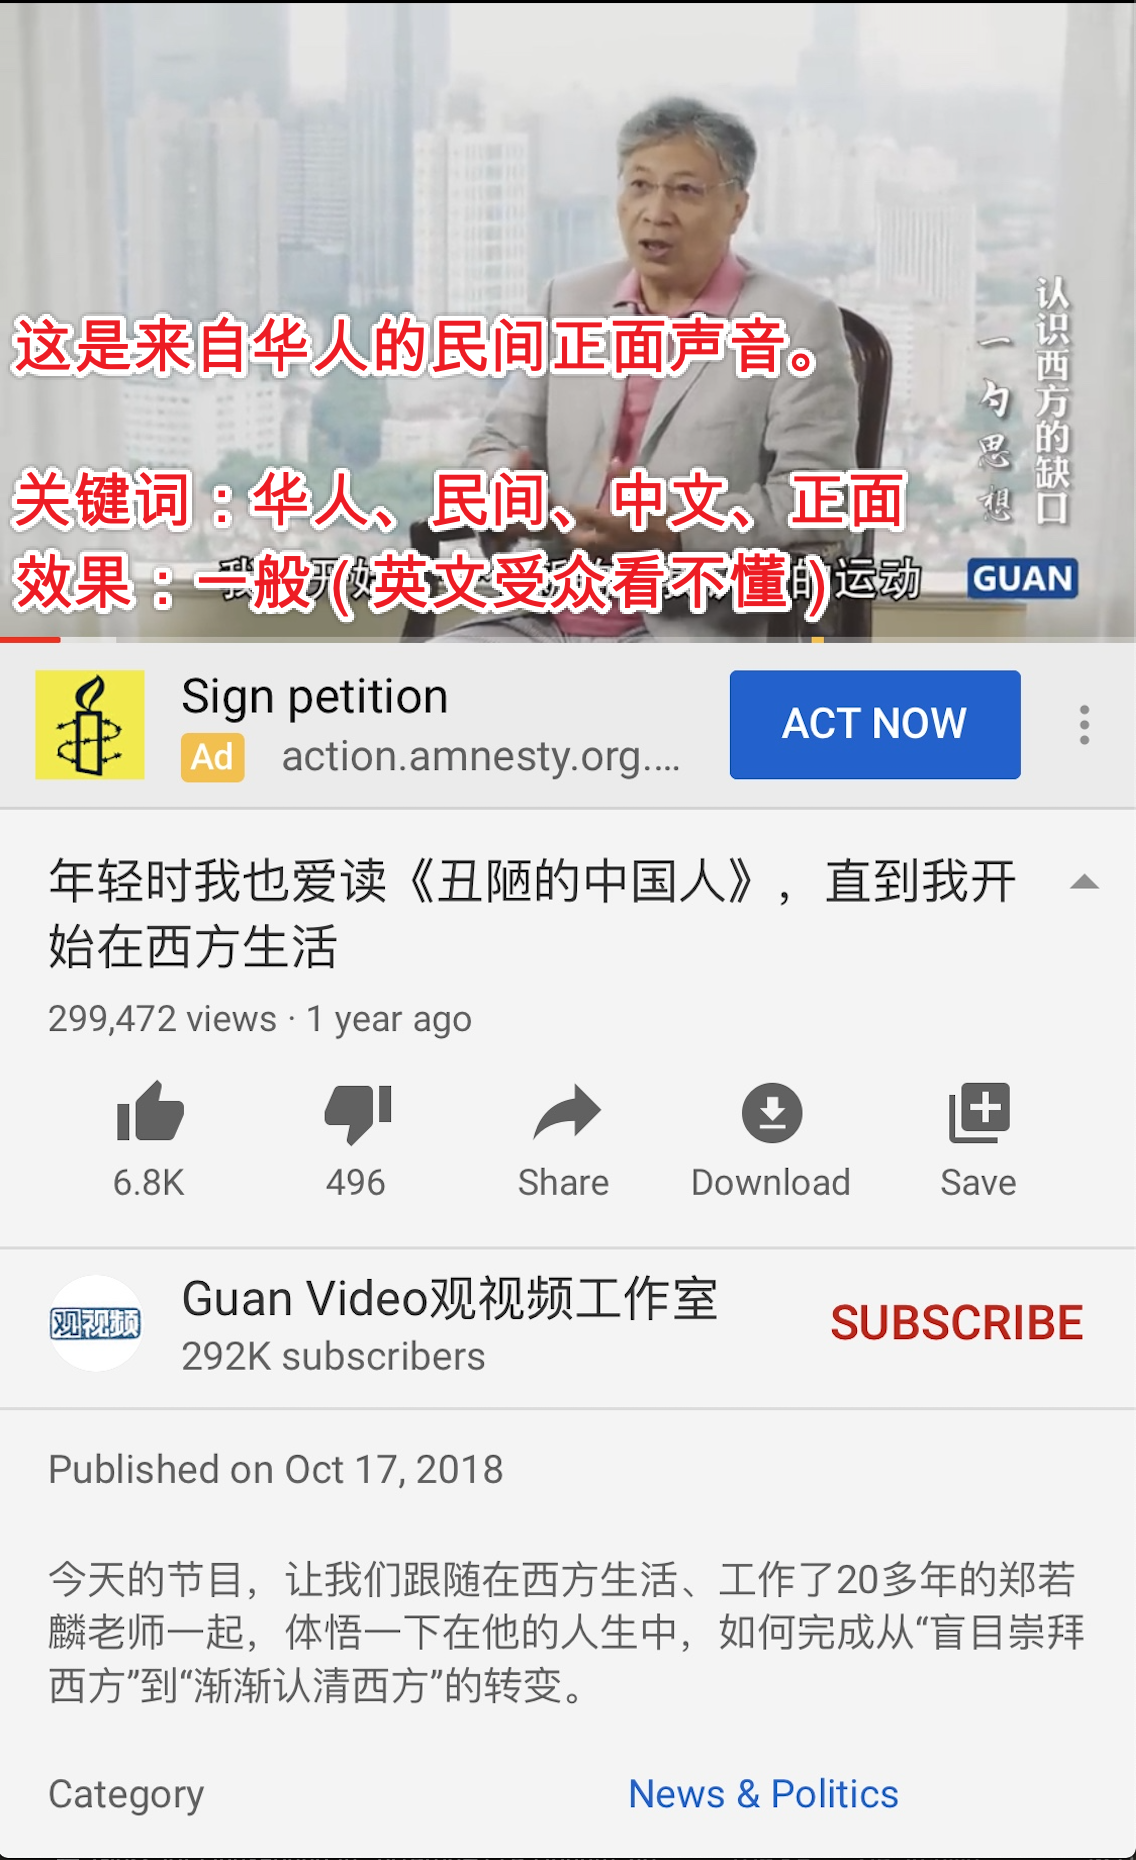 认识西方的缺口
一勺思想
这是来自华人的民间正面声音。
关键词：华人、民间、中文、正面
效果：一般（英文受众看不懂）
我 开始 的运动
GUAN
Sign petition
Ad action.amnesty.org....
ACT NOW
年轻时我也爱读《丑陋的中国人》，直到我开
始在西方生活
299,472 views · 1 year ago
6.8K 496 Share Download Save
观视频
Guan Video观视频工作室
292K subscribers
SUBSCRIBE
Published on Oct 17, 2018
今天的节目，让我们跟随在西方生活、工作了20多年的郑若
麟老师一起，体悟一下在他的人生中，如何完成从“盲目崇拜
西方”到“渐渐认清西方”的转变。
Category News & Politics